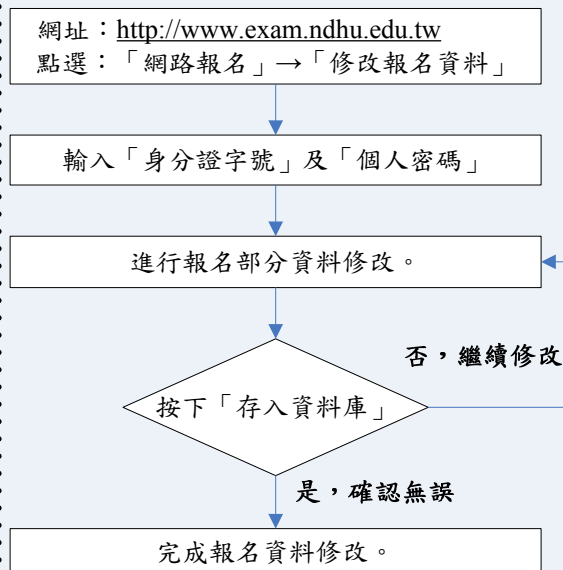 網址：http://www.exam.ndhu.edu.tw
點選：「網路報名」→「修改報名資料」
輸入「身分證字號」及「個人密碼」
進行報名部分資料修改。
否，繼續修改
按下「存入資料庫」
是，確認無誤
完成報名資料修改。